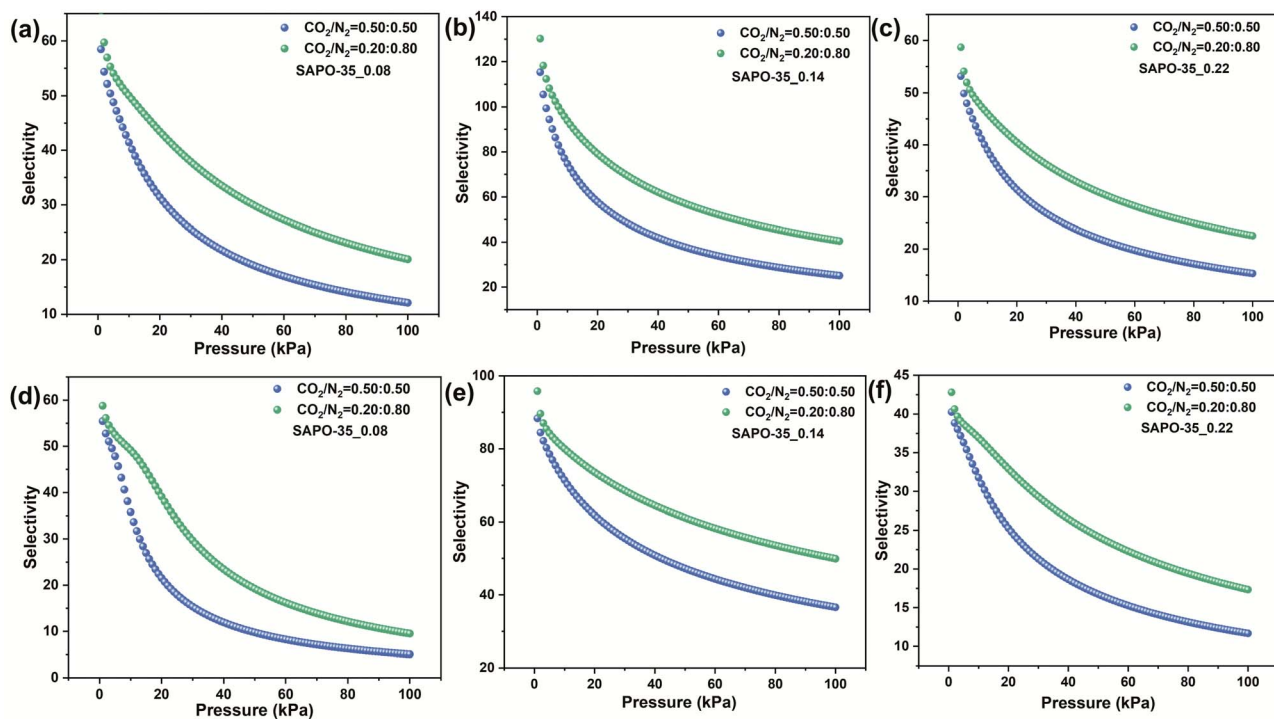 (a)
CO2/N2=0.50:0.50
CO2/N2=0.20:0.80
SAPO-35_0.08
60
50
40
30
20
10
Selectivity
0 20 40 60 80 100
Pressure (kPa)
(b)
CO2/N2=0.50:0.50
CO2/N2=0.20:0.80
SAPO-35_0.14
140
120
100
80
60
40
20
Selectivity
0 20 40 60 80 100
Pressure (kPa)
(c)
CO2/N2=0.50:0.50
CO2/N2=0.20:0.80
SAPO-35_0.22
60
50
40
30
20
10
Selectivity
0 20 40 60 80 100
Pressure (kPa)
(d)
CO2/N2=0.50:0.50
CO2/N2=0.20:0.80
SAPO-35_0.08
60
50
40
30
20
10
0
Selectivity
0 20 40 60 80 100
Pressure (kPa)
(e)
CO2/N2=0.50:0.50
CO2/N2=0.20:0.80
SAPO-35_0.14
100
80
60
40
20
Selectivity
0 20 40 60 80 100
Pressure (kPa)
(f)
CO2/N2=0.50:0.50
CO2/N2=0.20:0.80
SAPO-35_0.22
45
40
35
30
25
20
15
10
Selectivity
0 20 40 60 80 100
Pressure (kPa)